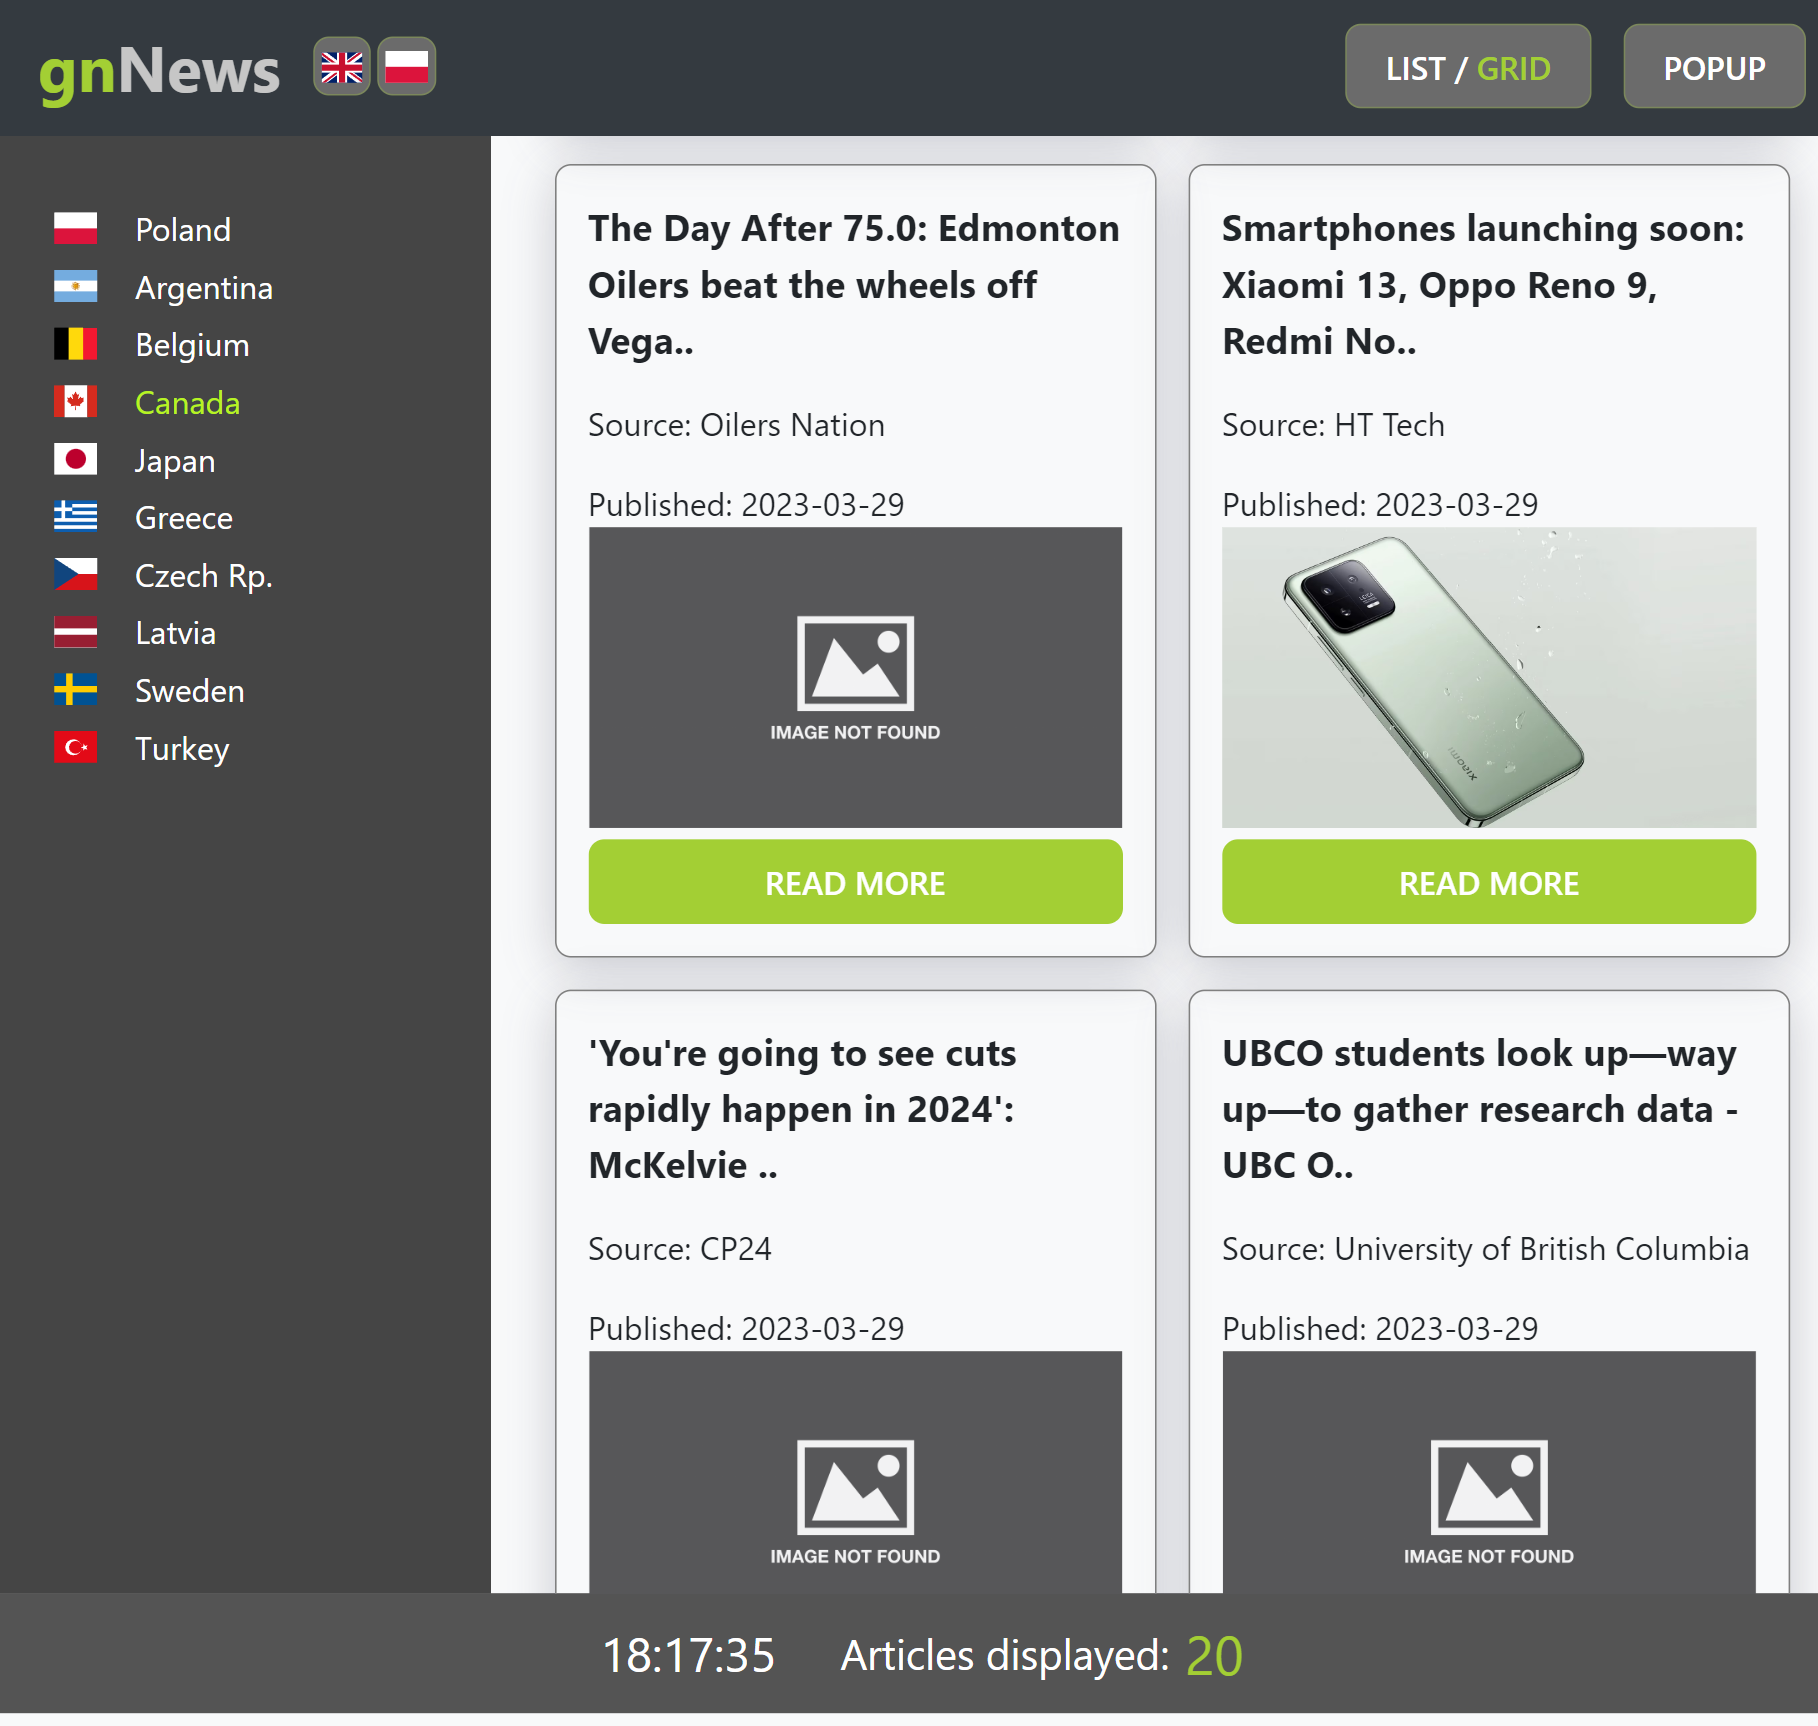 gnNews
LIST / GRID
POPUP
Poland
Argentina
Belgium
Canada
Japan
Greece
Czech Rp.
Latvia
Sweden
Turkey
The Day After 75.0: Edmonton
Oilers beat the wheels off
Vega..
Source: Oilers Nation
Published: 2023-03-29
IMAGE NOT FOUND
READ MORE
Smartphones launching soon:
Xiaomi 13, Oppo Reno 9,
Redmi No..
Source: HT Tech
Published: 2023-03-29
LEICA
xiaomi
READ MORE
'You're going to see cuts
rapidly happen in 2024':
McKelvie ..
Source: CP24
Published: 2023-03-29
IMAGE NOT FOUND
UBCO students look up—way
up—to gather research data -
UBC O..
Source: University of British Columbia
Published: 2023-03-29
IMAGE NOT FOUND
18:17:35
Articles displayed: 20